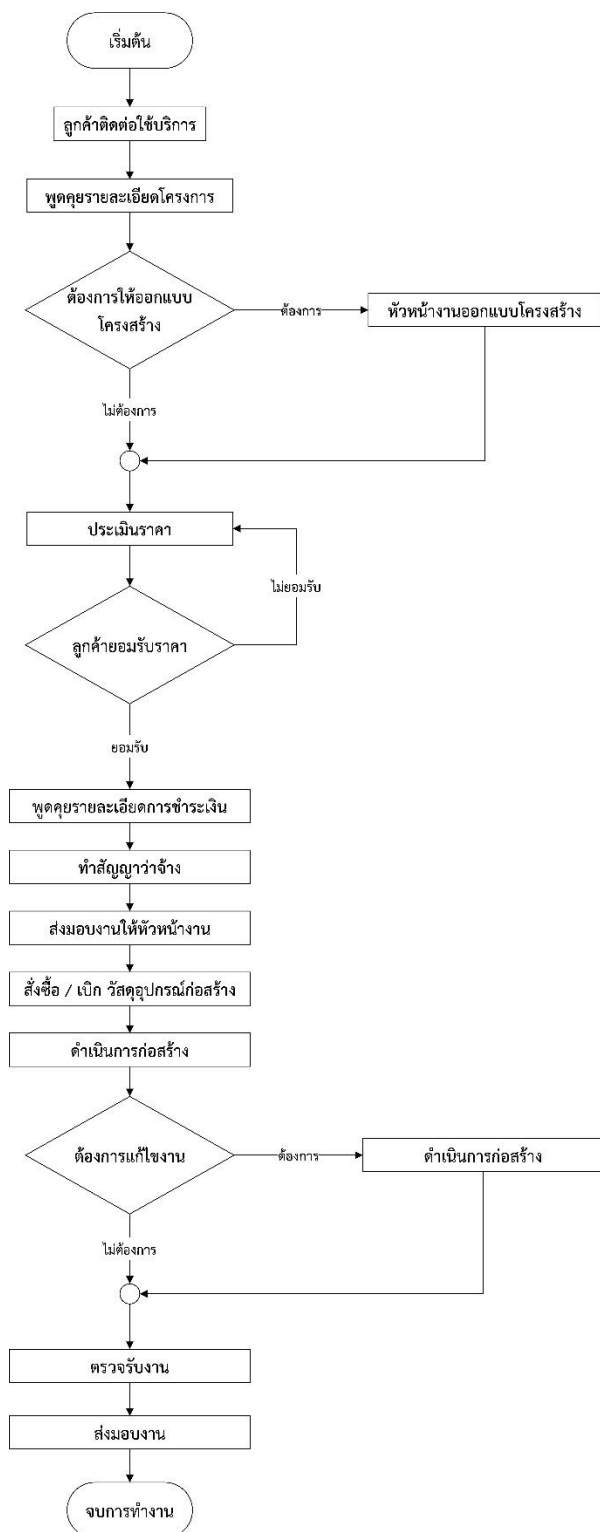 เริ่มต้น
ลูกค้าติดต่อใช้บริการ
พูดคุยรายละเอียดโครงการ
ต้องการให้ออกแบบ
โครงสร้าง
ต้องการ
หัวหน้างานออกแบบโครงสร้าง
ไม่ต้องการ
ประเมินราคา
ไม่ยอมรับ
ลูกค้ายอมรับราคา
ยอมรับ
พูดคุยรายละเอียดการชำระเงิน
ทำสัญญาว่าจ้าง
ส่งมอบงานให้หัวหน้างาน
สั่งซื้อ / เบิก วัสดุอุปกรณ์ก่อสร้าง
ดำเนินการก่อสร้าง
ต้องการแก้ไขงาน
ต้องการ
ดำเนินการก่อสร้าง
ไม่ต้องการ
ตรวจรับงาน
ส่งมอบงาน
จบการทำงาน